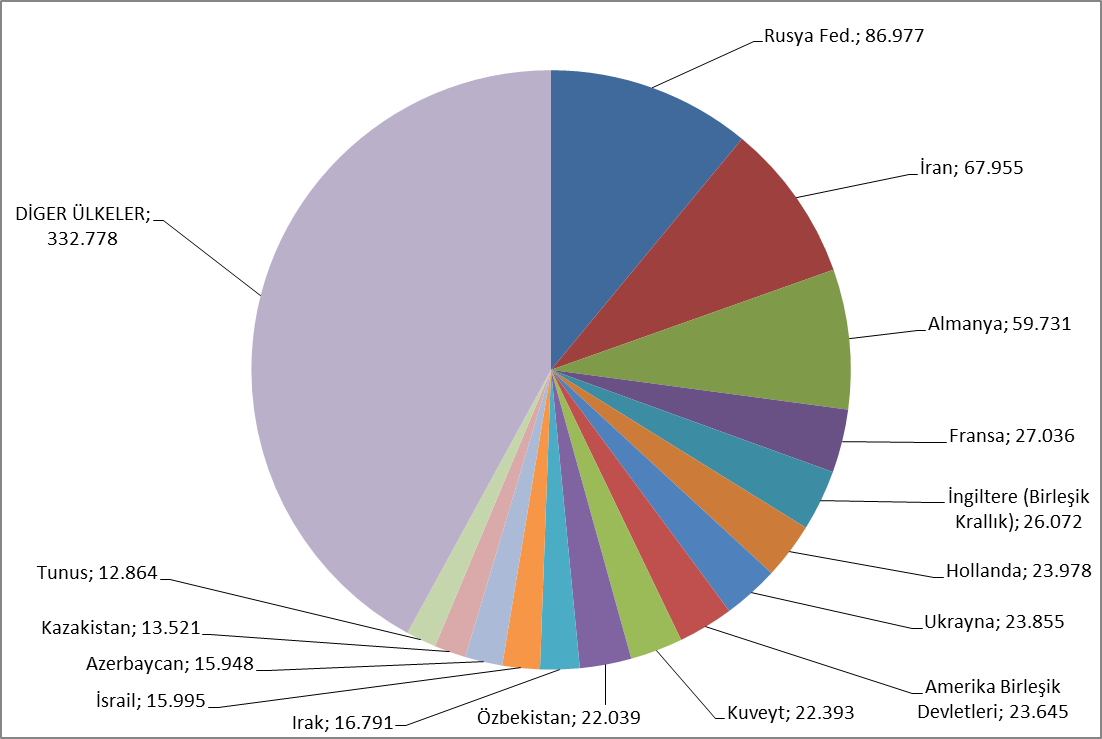 Rusya Fed.; 86.977
İran; 67.955
Almanya; 59.731
Fransa; 27.036
İngiltere (Birleşik
Krallık); 26.072
Hollanda; 23.978
Ukrayna; 23.855
Amerika Birleşik
Devletleri; 23.645
Kuveyt; 22.393
Özbekistan; 22.039
Irak; 16.791
İsrail; 15.995
Azerbaycan; 15.948
Kazakistan; 13.521
Tunus; 12.864
DİGER ÜLKELER;
332.778